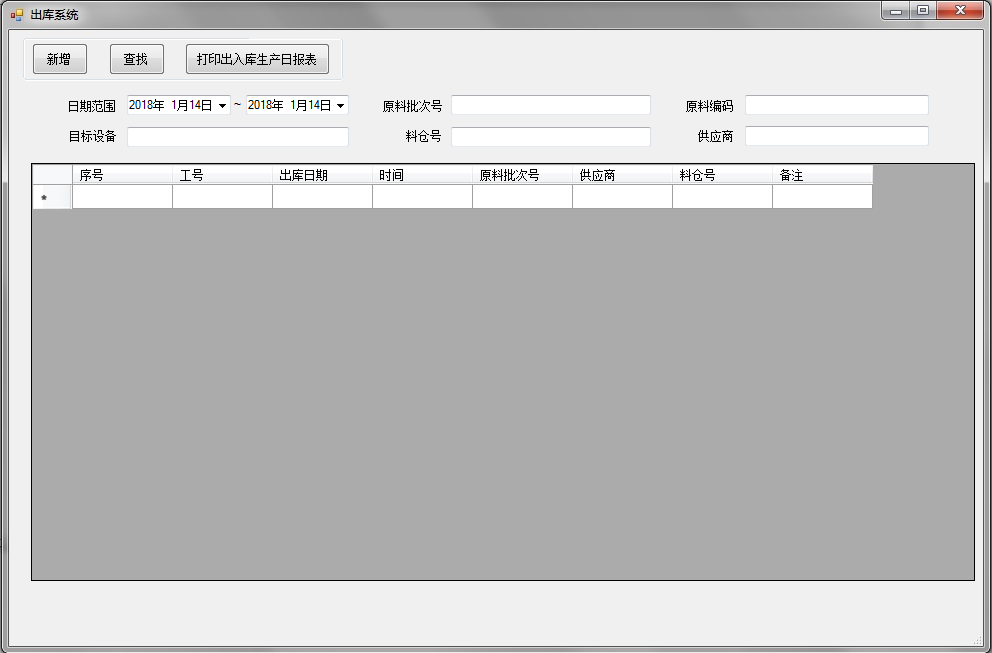 出库系统
新增 查找 打印出入库生产日报表
日期范围 2018年 1月14日 ~ 2018年 1月14日 原料批次号 原料编码
目标设备 料仓号 供应商
序号 工号 出库日期 时间 原料批次号 供应商 料仓号 备注
*